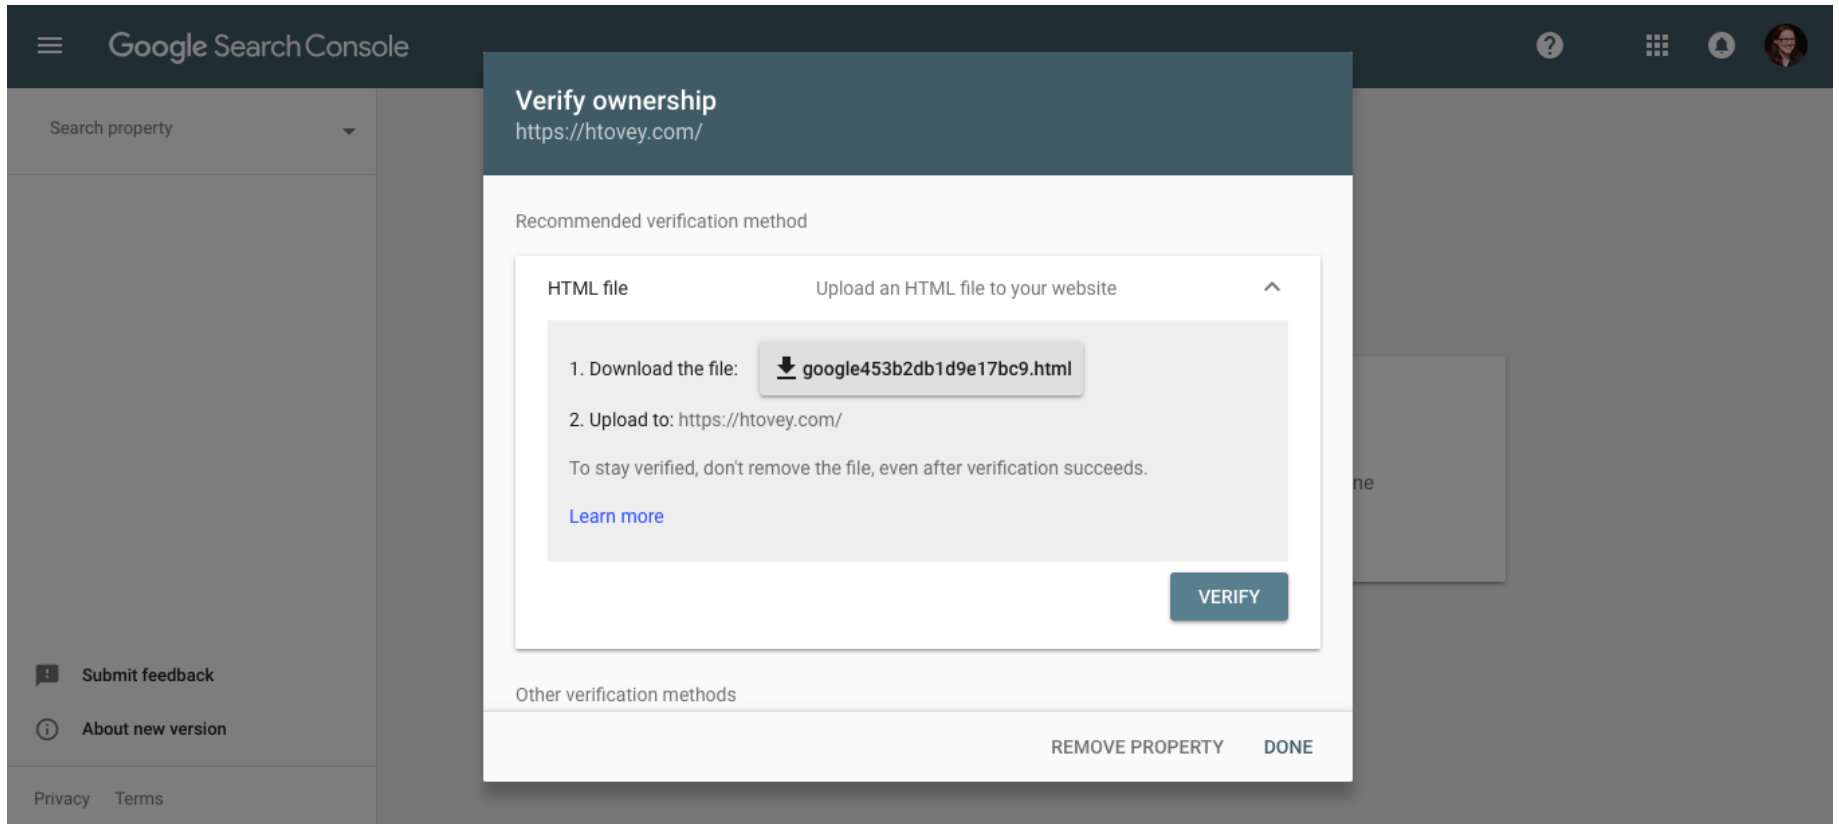 Google Search Console
Search property
Verify ownership
https://htovey.com/
Recommended verification method
HTML file
Upload an HTML file to your website
1. Download the file:
google453b2db1d9e17bc9.html
2. Upload to: https://htovey.com/
To stay verified, don't remove the file, even after verification succeeds.
Learn more
ne
VERIFY
Other verification methods
REMOVE PROPERTY
DONE
Submit feedback
About new version
Privacy
Terms